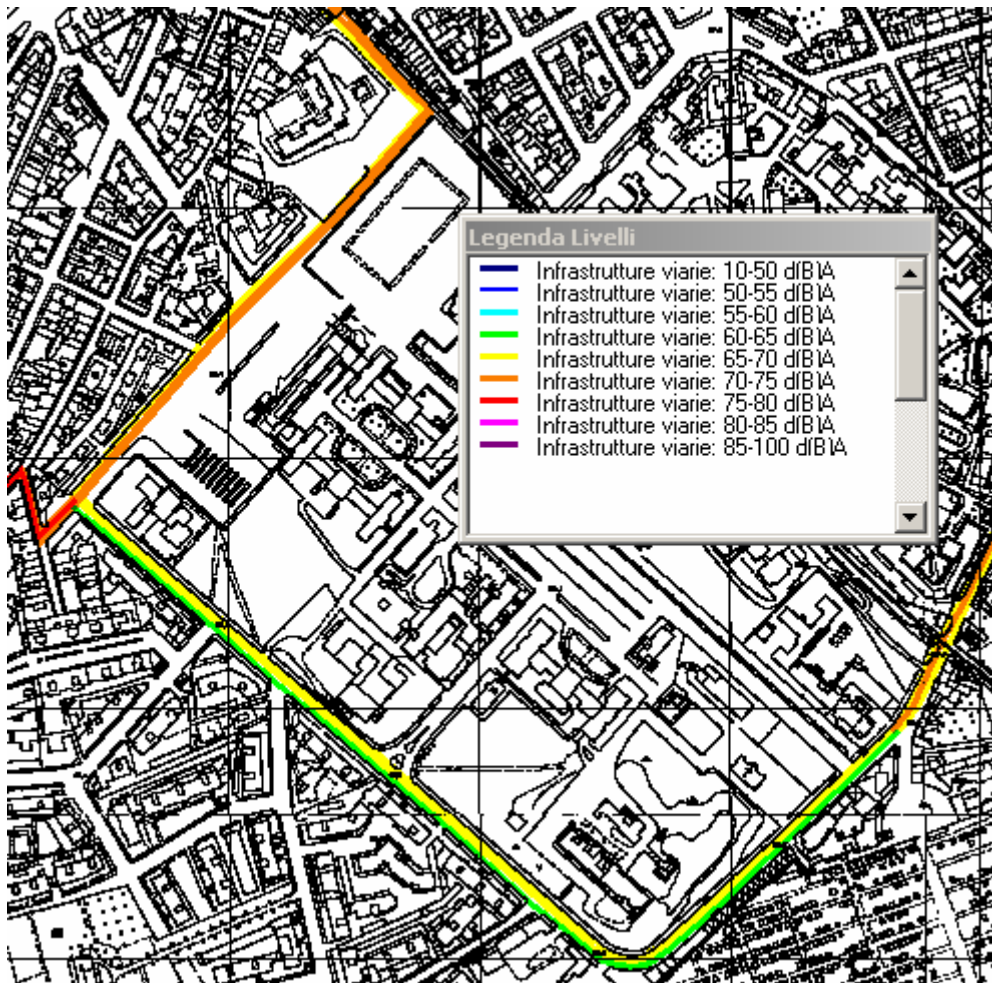 Legenda Livelli
Infrastrutture viarie: 10-50 d(B)A
Infrastrutture viarie: 50-55 d(B)A
Infrastrutture viarie: 55-60 d(B)A
Infrastrutture viarie: 60-65 d(B)A
Infrastrutture viarie: 65-70 d(B)A
Infrastrutture viarie: 70-75 d(B)A
Infrastrutture viarie: 75-80 d(B)A
Infrastrutture viarie: 80-85 d(B)A
Infrastrutture viarie: 85-100 d(B)A